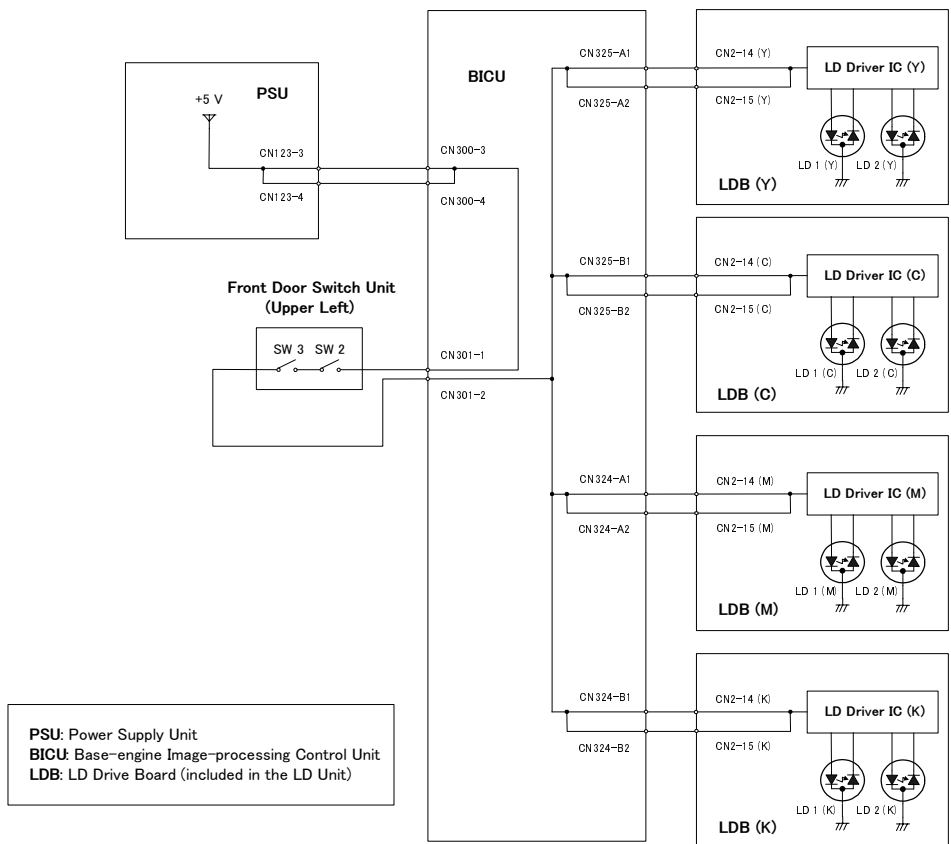 PSU
+5 V
CN123-3
CN123-4
BICU
CN300-3
CN300-4
Front Door Switch Unit
(Upper Left)
SW 3 SW 2
CN301-1
CN301-2
CN325-A1
CN325-A2
CN2-14 (Y)
CN2-15 (Y)
LD Driver IC (Y)
LD 1 (Y) LD 2 (Y)
LDB (Y)
CN325-B1
CN325-B2
CN2-14 (C)
CN2-15 (C)
LD Driver IC (C)
LD 1 (C) LD 2 (C)
LDB (C)
CN324-A1
CN324-A2
CN2-14 (M)
CN2-15 (M)
LD Driver IC (M)
LD 1 (M) LD 2 (M)
LDB (M)
CN324-B1
CN324-B2
CN2-14 (K)
CN2-15 (K)
LD Driver IC (K)
LD 1 (K) LD 2 (K)
LDB (K)
PSU: Power Supply Unit
BICU: Base-engine Image-processing Control Unit
LDB: LD Drive Board (included in the LD Unit)